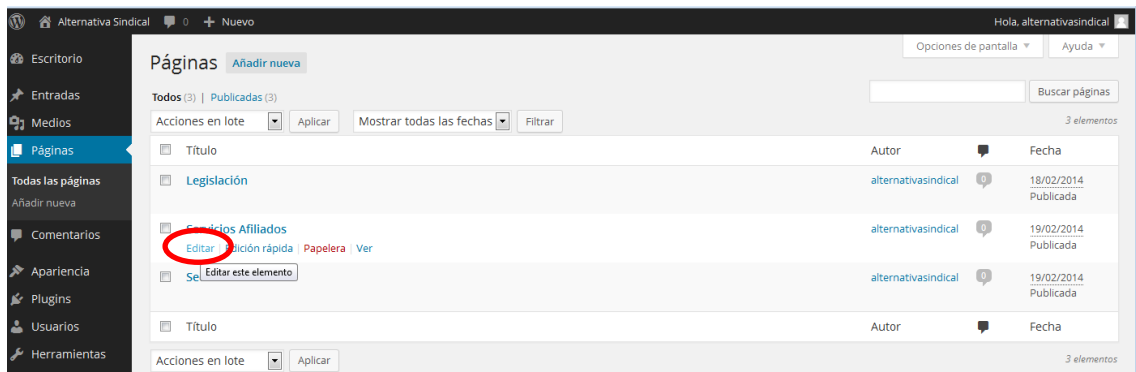 Alternativa Sindical 0 + Nuevo Hola, alternativasindical
Opciones de pantalla Ayuda
Escritorio
Entradas
Medios
Páginas
Todas las páginas
Añadir nueva
Comentarios
Apariencia
Plugins
Usuarios
Herramientas
Páginas Añadir nueva
Todos (3) | Publicadas (3)
Buscar páginas
Acciones en lote Aplicar Mostrar todas las fechas Filtrar 3 elementos
Título Autor Fecha
Legislación alternativasindical 0 18/02/2014
Publicada
Servicios Afiliados alternativasindical 0 19/02/2014
Editar | Edición rápida | Papelera | Ver Publicada
Editar este elemento
Se alternativasindical 0 19/02/2014
Publicada
Título Autor Fecha
Acciones en lote Aplicar 3 elementos